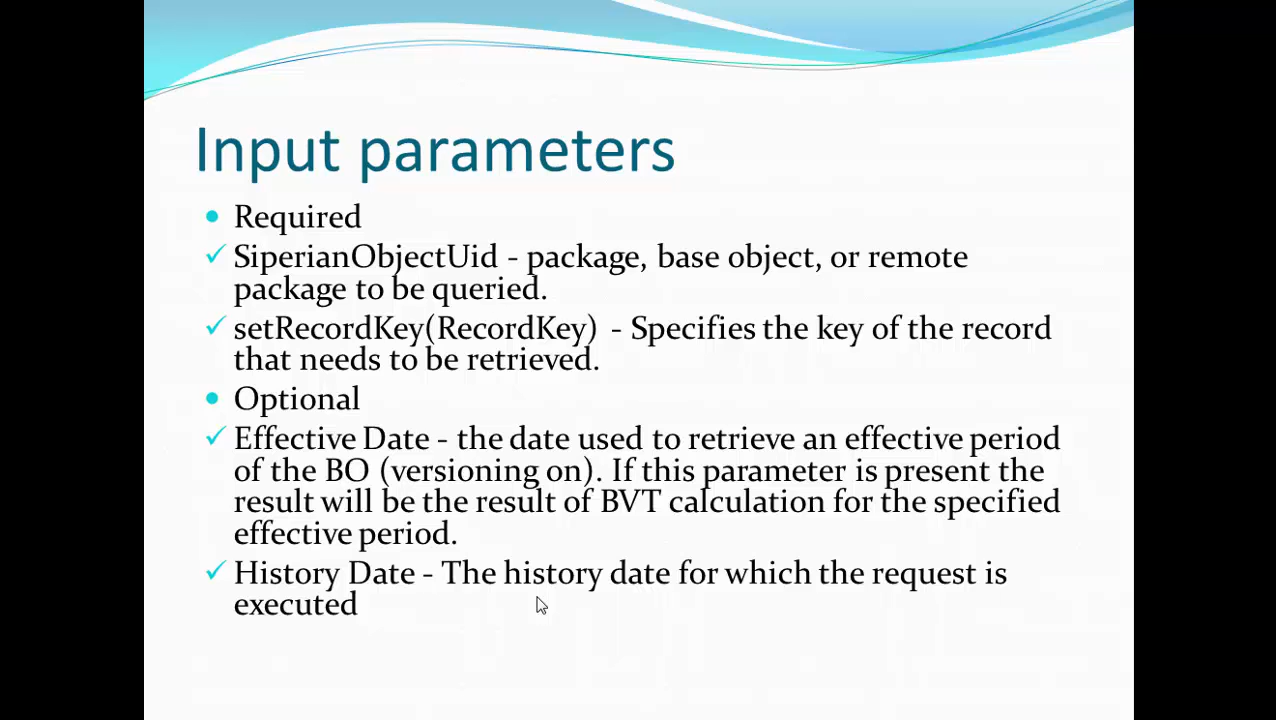 Input parameters
Required
SiperianObjectUid - package, base object, or remote
package to be queried.
setRecordKey(RecordKey) - Specifies the key of the record
that needs to be retrieved.
Optional
Effective Date - the date used to retrieve an effective period
of the BO (versioning on). If this parameter is present the
result will be the result of BVT calculation for the specified
effective period.
History Date - The history date for which the request is
executed